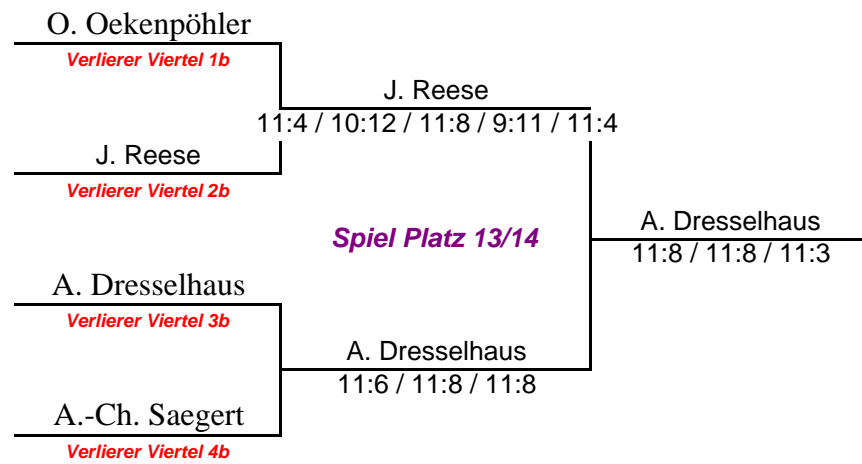 O. Oekenpöhler
Verlierer Viertel 1b
J. Reese
11:4 / 10:12 / 11:8 / 9:11 / 11:4
J. Reese
Verlierer Viertel 2b
Spiel Platz 13/14
A. Dresselhaus
11:8 / 11:8 / 11:3
A. Dresselhaus
Verlierer Viertel 3b
A. Dresselhaus
11:6 / 11:8 / 11:8
A.-Ch. Saegert
Verlierer Viertel 4b